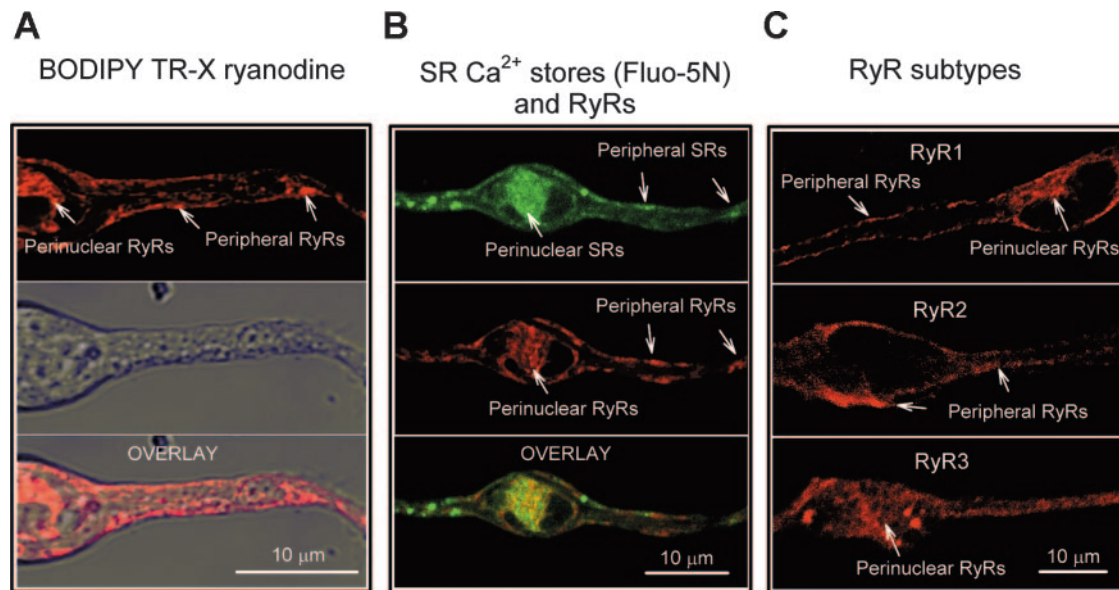 A
BODIPY TR-X ryanodine
Perinuclear RyRs
Peripheral RyRs
OVERLAY
10 μm
B
SR Ca²⁺ stores (Fluo-5N)
and RyRs
Peripheral SRs
Perinuclear SRs
Peripheral RyRs
Perinuclear RyRs
OVERLAY
10 μm
C
RyR subtypes
RyR1
Peripheral RyRs
Perinuclear RyRs
RyR2
Peripheral RyRs
RyR3
Perinuclear RyRs
10 μm